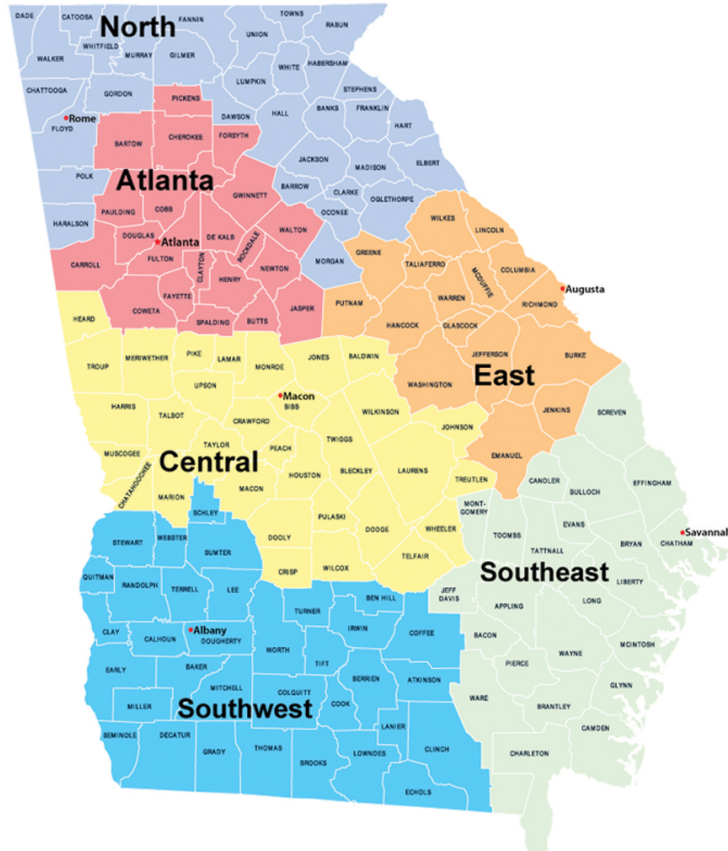 North
DADE
CATOOSA
FANNIN
TOWNS
RABUN
UNION
WHITFIELD
MURRAY
GILMER
WALKER
WHITE
HABERSHAM
LUMPKIN
STEPHENS
CHATTOOGA
GORDON
PICKENS
DAWSON
HALL
BANKS
FRANKLIN
HART
Rome
FLOYD
BARTOW
CHEROKEE
FORSYTH
JACKSON
MADISON
ELBERT
POLK
Atlanta
GWINNETT
BARROW
CLARKE
OGLETHORPE
OCONEE
HARALSON
PAULDING
COBB
DOUGLAS
Atlanta
DE KALB
ROCKDALE
WALTON
WILKES
LINCOLN
CARROLL
FULTON
CLAYTON
HENRY
NEWTON
MORGAN
GREENE
TALIAFERRO
MCDUFFIE
COLUMBIA
Augusta
RICHMOND
COWETA
FAYETTE
SPALDING
BUTTS
JASPER
PUTNAM
WARREN
HANCOCK
GLASCOCK
HEARD
TROUP
MERIWETHER
PIKE
LAMAR
MONROE
JONES
BALDWIN
JEFFERSON
BURKE
East
WASHINGTON
UPSON
Macon
BIBB
WILKINSON
JENKINS
SCREVEN
HARRIS
TALBOT
CRAWFORD
JOHNSON
TAYLOR
PEACH
TWIGGS
EMANUEL
MUSCOGEE
Central
CHATAHOOCHEE
MARION
MACON
HOUSTON
BLECKLEY
LAURENS
TREUTLEN
CANDLER
BULLOCH
EFFINGHAM
SCHLEY
PULASKI
DODGE
WHEELER
MONT-
GOMERY
TOOMBS
EVANS
TATTNALL
BRYAN
Savannah
CHATHAM
STEWART
WEBSTER
SUMTER
DOOLY
CRISP
WILCOX
TELFAIR
Southeast
LIBERTY
QUITMAN
RANDOLPH
TERRELL
LEE
TURNER
BEN HILL
JEFF
DAVIS
APPLING
LONG
CLAY
CALHOUN
Albany
DOUGHERTY
WORTH
IRWIN
COFFEE
BACON
WAYNE
MCINTOSH
EARLY
BAKER
MITCHELL
TIFT
BERRIEN
ATKINSON
PIERCE
GLYNN
MILLER
Southwest
COLQUITT
COOK
WARE
BRANTLEY
CAMDEN
SEMINOLE
DECATUR
GRADY
THOMAS
BROOKS
LOWNDES
LANIER
CLINCH
CHARLETON
ECHOLS